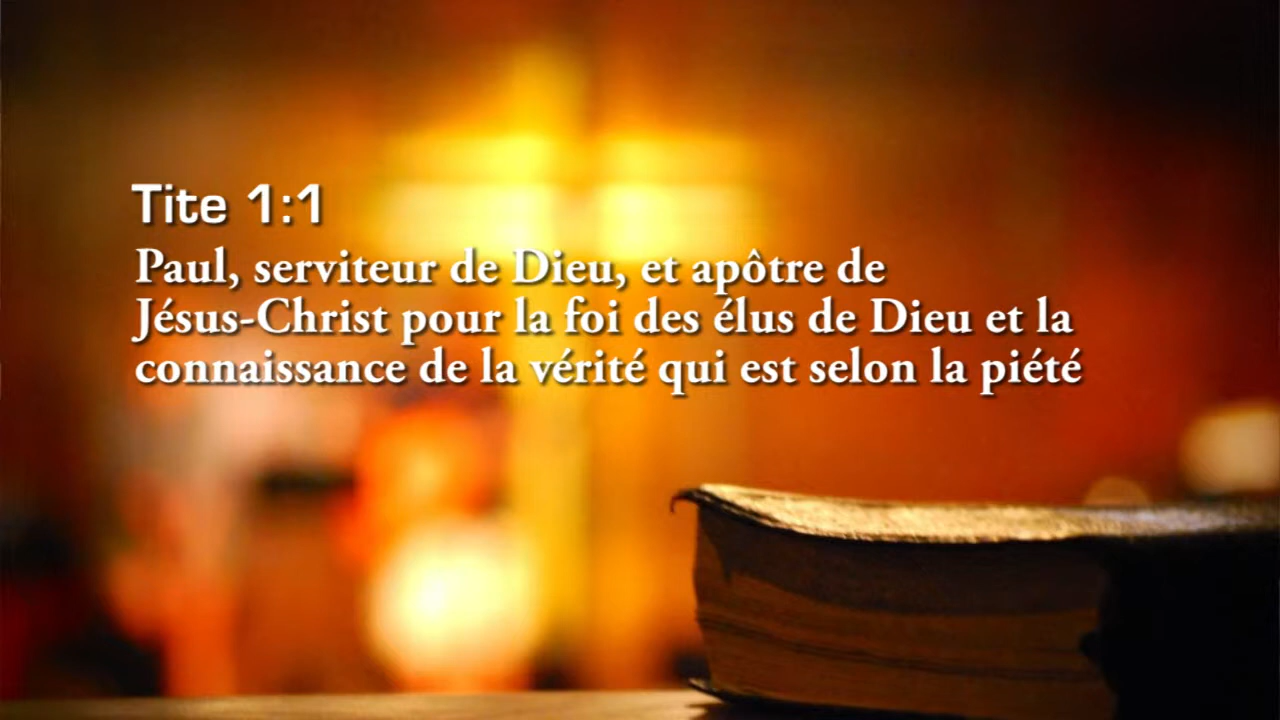 Tite 1:1
Paul, serviteur de Dieu, et apôtre de
Jésus-Christ pour la foi des élus de Dieu et la
connaissance de la vérité qui est selon la piété